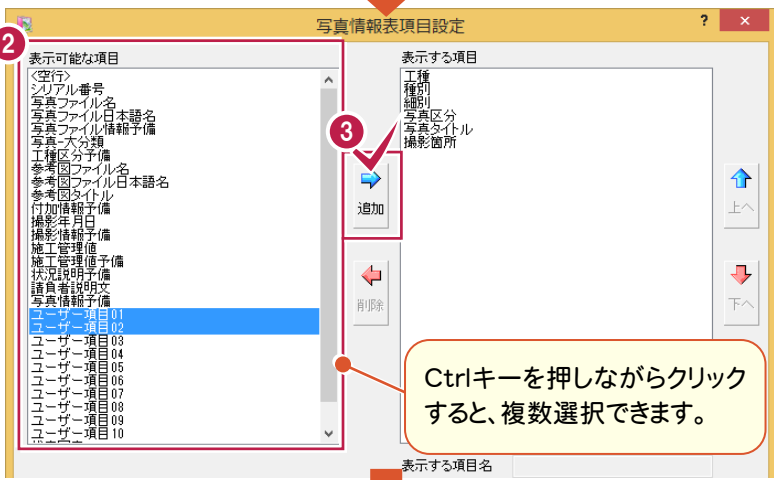 写真情報表項目設定
? ×
2
表示可能な項目
<空行>
シリアル番号
写真ファイル名
写真ファイル日本語名
写真ファイル情報予備
写真-大分類
工種区分予備
参考図ファイル名
参考図ファイル日本語名
参考図タイトル
付加情報予備
撮影年月日
撮影情報予備
施工管理値
施工管理値予備
状況説明予備
請負者説明文
写真情報予備
ユーザー項目01
ユーザー項目02
ユーザー項目03
ユーザー項目04
ユーザー項目05
ユーザー項目06
ユーザー項目07
ユーザー項目08
ユーザー項目09
ユーザー項目10
3
追加
削除
表示する項目
工種
種別
細別
写真区分
写真タイトル
撮影箇所
上へ
下へ
Ctrlキーを押しながらクリック
すると、複数選択できます。
表示する項目名